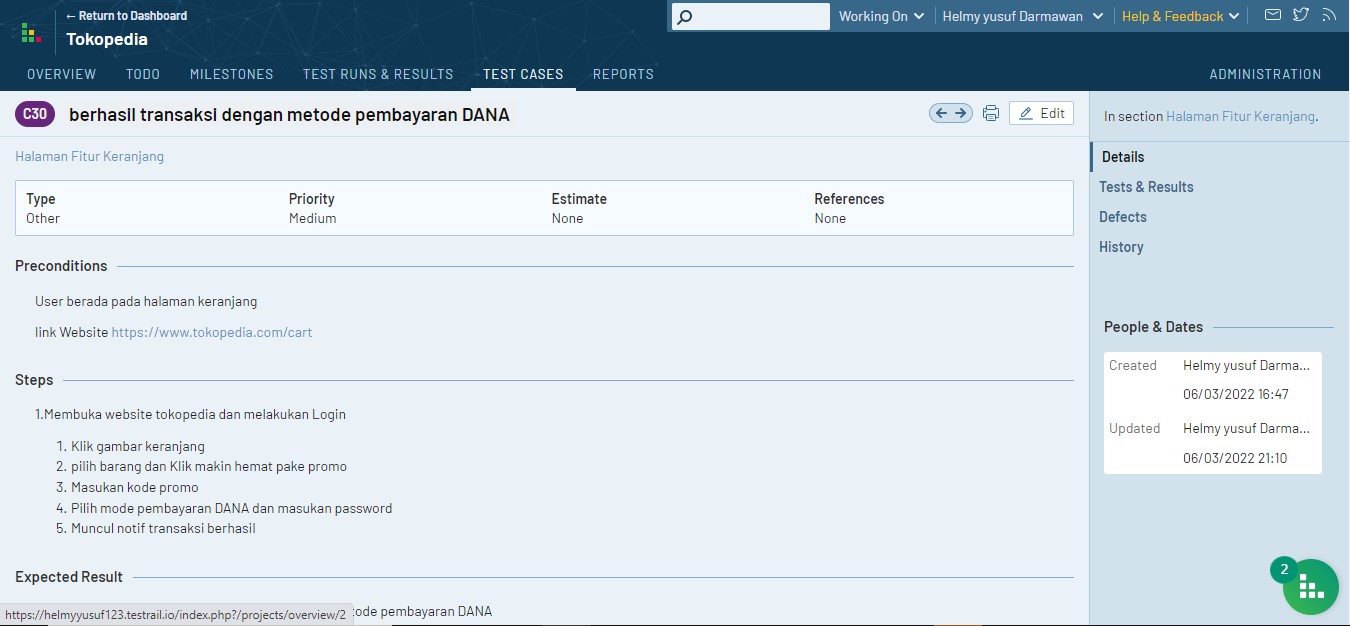 ← Return to Dashboard
Tokopedia
Working On
Helmy yusuf Darmawan
Help & Feedback
OVERVIEW
TODO
MILESTONES
TEST RUNS & RESULTS
TEST CASES
REPORTS
ADMINISTRATION
C30
berhasil transaksi dengan metode pembayaran DANA
Edit
Halaman Fitur Keranjang
Type
Other
Priority
Medium
Estimate
None
References
None
Preconditions
User berada pada halaman keranjang
link Website https://www.tokopedia.com/cart
Steps
1.Membuka website tokopedia dan melakukan Login
1. Klik gambar keranjang
2. pilih barang dan Klik makin hemat pake promo
3. Masukan kode promo
4. Pilih mode pembayaran DANA dan masukan password
5. Muncul notif transaksi berhasil
Expected Result
pembayaran DANA
https://helmyyusuf123.testrail.io/index.php?/projects/overview/2
In section Halaman Fitur Keranjang.
Details
Tests & Results
Defects
History
People & Dates
Created
Helmy yusuf Darma...
06/03/2022 16:47
Updated
Helmy yusuf Darma...
06/03/2022 21:10
2